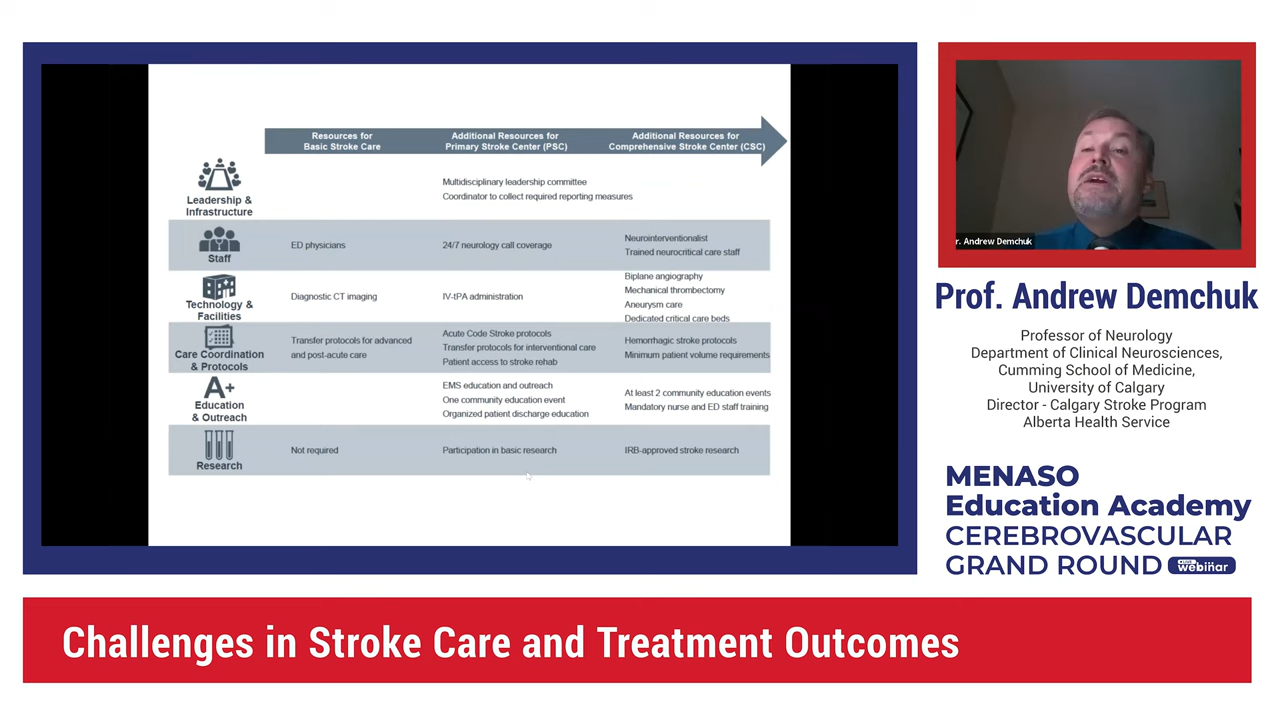 Resources for
Basic Stroke Care
Additional Resources for
Primary Stroke Center (PSC)
Additional Resources for
Comprehensive Stroke Center (CSC)
Leadership &
Infrastructure
Multidisciplinary leadership committee
Coordinator to collect required reporting measures
Staff
ED physicians
24/7 neurology call coverage
Neurointerventionalist
Trained neurocritical care staff
Technology &
Facilities
Diagnostic CT imaging
IV-tPA administration
Biplane angiography
Mechanical thrombectomy
Aneurysm care
Dedicated critical care beds
Care Coordination
& Protocols
Transfer protocols for advanced
and post-acute care
Acute Code Stroke protocols
Transfer protocols for interventional care
Patient access to stroke rehab
Hemorrhagic stroke protocols
Minimum patient volume requirements
A+
Education
& Outreach
EMS education and outreach
One community education event
Organized patient discharge education
At least 2 community education events
Mandatory nurse and ED staff training
Research
Not required
Participation in basic research
IRB-approved stroke research
r. Andrew Demchuk
Prof. Andrew Demchuk
Professor of Neurology
Department of Clinical Neurosciences,
Cumming School of Medicine,
University of Calgary
Director - Calgary Stroke Program
Alberta Health Service
MENASO
Education Academy
CEREBROVASCULAR
GRAND ROUND
webinar
Challenges in Stroke Care and Treatment Outcomes